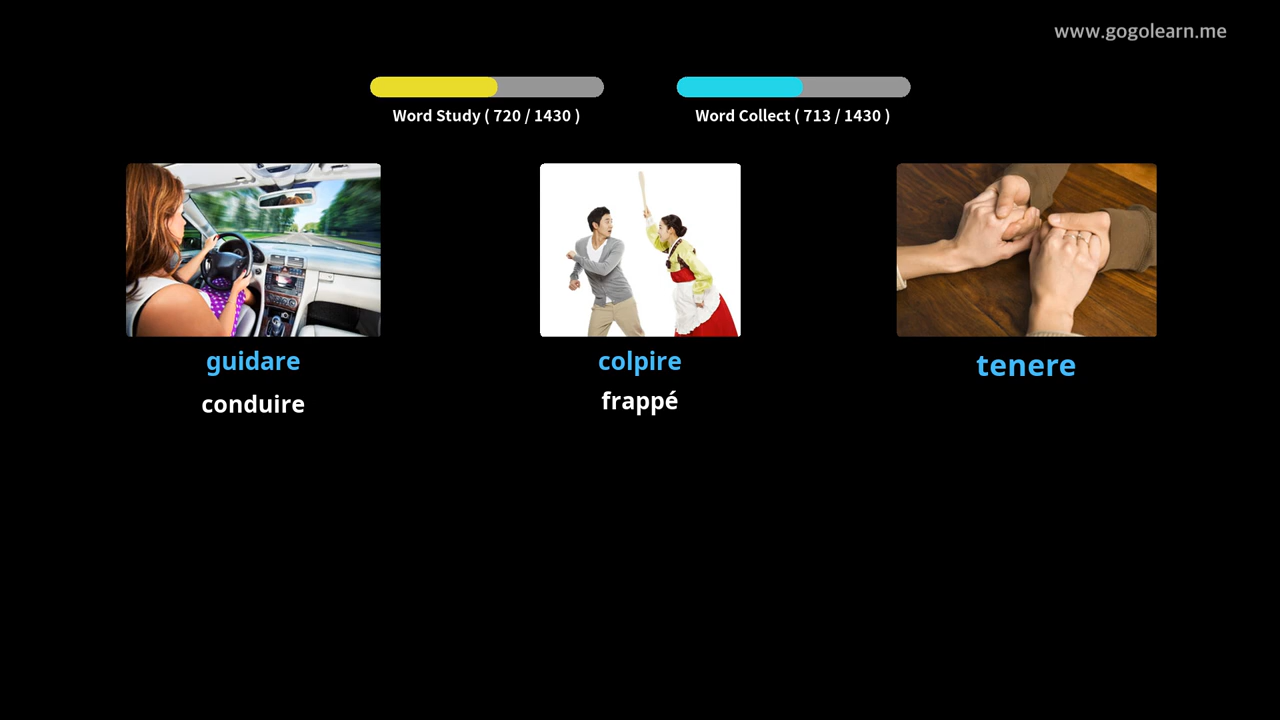 www.gogolearn.me
Word Study ( 720 / 1430 )
Word Collect ( 713 / 1430 )
guidare
conduire
colpire
frappé
tenere